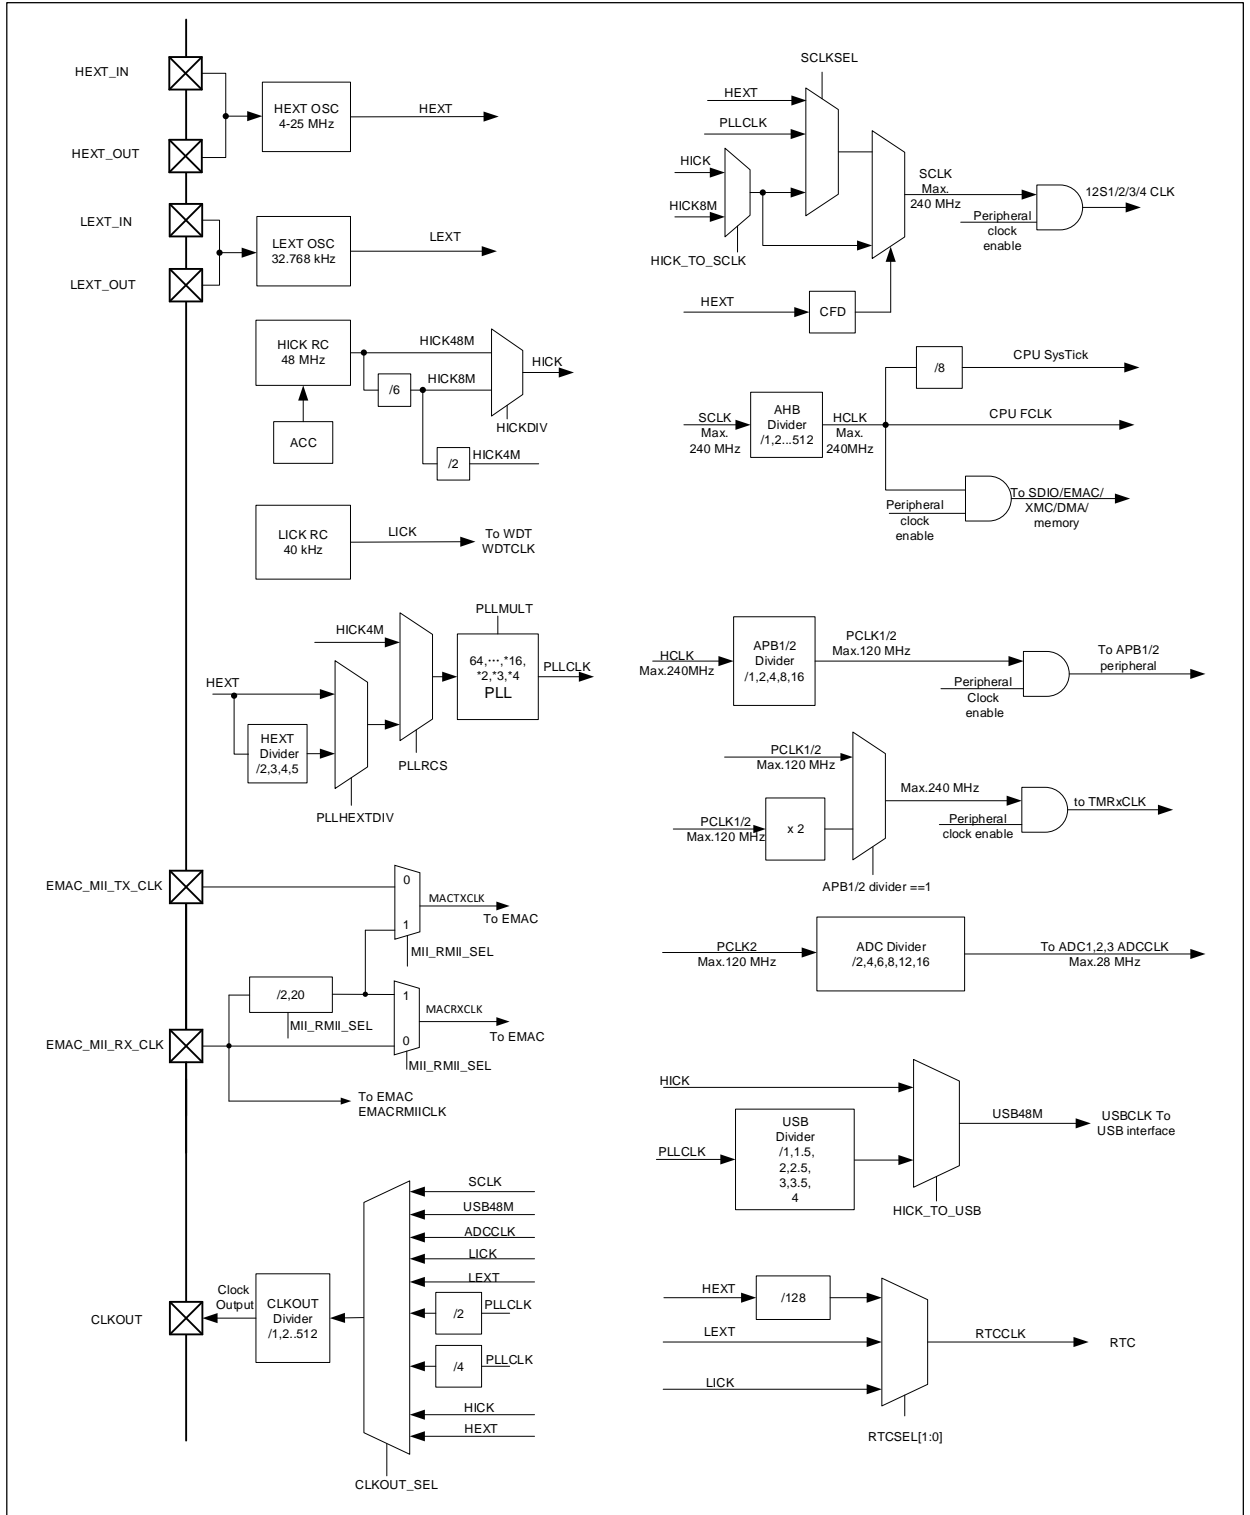 HEXT_IN
HEXT_OUT
HEXT OSC
4-25 MHz
HEXT
LEXT_IN
LEXT_OUT
LEXT OSC
32.768 kHz
LEXT
HICK RC
48 MHz
ACC
HICK48M
/6
HICK8M
HICK
HICKDIV
/2
HICK4M
LICK RC
40 kHz
LICK
To WDT
WDTCLK
PLLMULT
HICK4M
64,···,*16,
*2,*3,*4
PLL
PLLCLK
HEXT
HEXT
Divider
/2,3,4,5
PLLRCS
PLLHEXTDIV
EMAC_MII_TX_CLK
0
1
MACTXCLK
To EMAC
MII_RMII_SEL
/2,20
MII_RMII_SEL
1
0
MACRXCLK
To EMAC
MII_RMII_SEL
EMAC_MII_RX_CLK
To EMAC
EMACRMIICLK
SCLK
USB48M
ADCCLK
LICK
LEXT
/2
PLLCLK
/4
PLLCLK
HICK
HEXT
CLKOUT
Clock
Output
CLKOUT
Divider
/1,2..512
CLKOUT_SEL
SCLKSEL
HEXT
PLLCLK
HICK
HICK8M
HICK_TO_SCLK
SCLK
Max.
240 MHz
Peripheral
clock
enable
12S1/2/3/4 CLK
HEXT
CFD
/8
CPU SysTick
SCLK
Max.
240 MHz
AHB
Divider
/1,2...512
HCLK
Max.
240MHz
CPU FCLK
Peripheral
clock
enable
To SDIO/EMAC/
XMC/DMA/
memory
HCLK
Max.240MHz
APB1/2
Divider
/1,2,4,8,16
PCLK1/2
Max.120 MHz
Peripheral
Clock
enable
To APB1/2
peripheral
PCLK1/2
Max.120 MHz
PCLK1/2
Max.120 MHz
x 2
Max.240 MHz
Peripheral
clock enable
to TMRxCLK
APB1/2 divider ==1
PCLK2
Max.120 MHz
ADC Divider
/2,4,6,8,12,16
To ADC1,2,3 ADCCLK
Max.28 MHz
HICK
PLLCLK
USB
Divider
/1,1.5,
2,2.5,
3,3.5,
4
USB48M
USBCLK To
USB interface
HICK_TO_USB
HEXT
/128
LEXT
LICK
RTCCLK
RTC
RTCSEL[1:0]